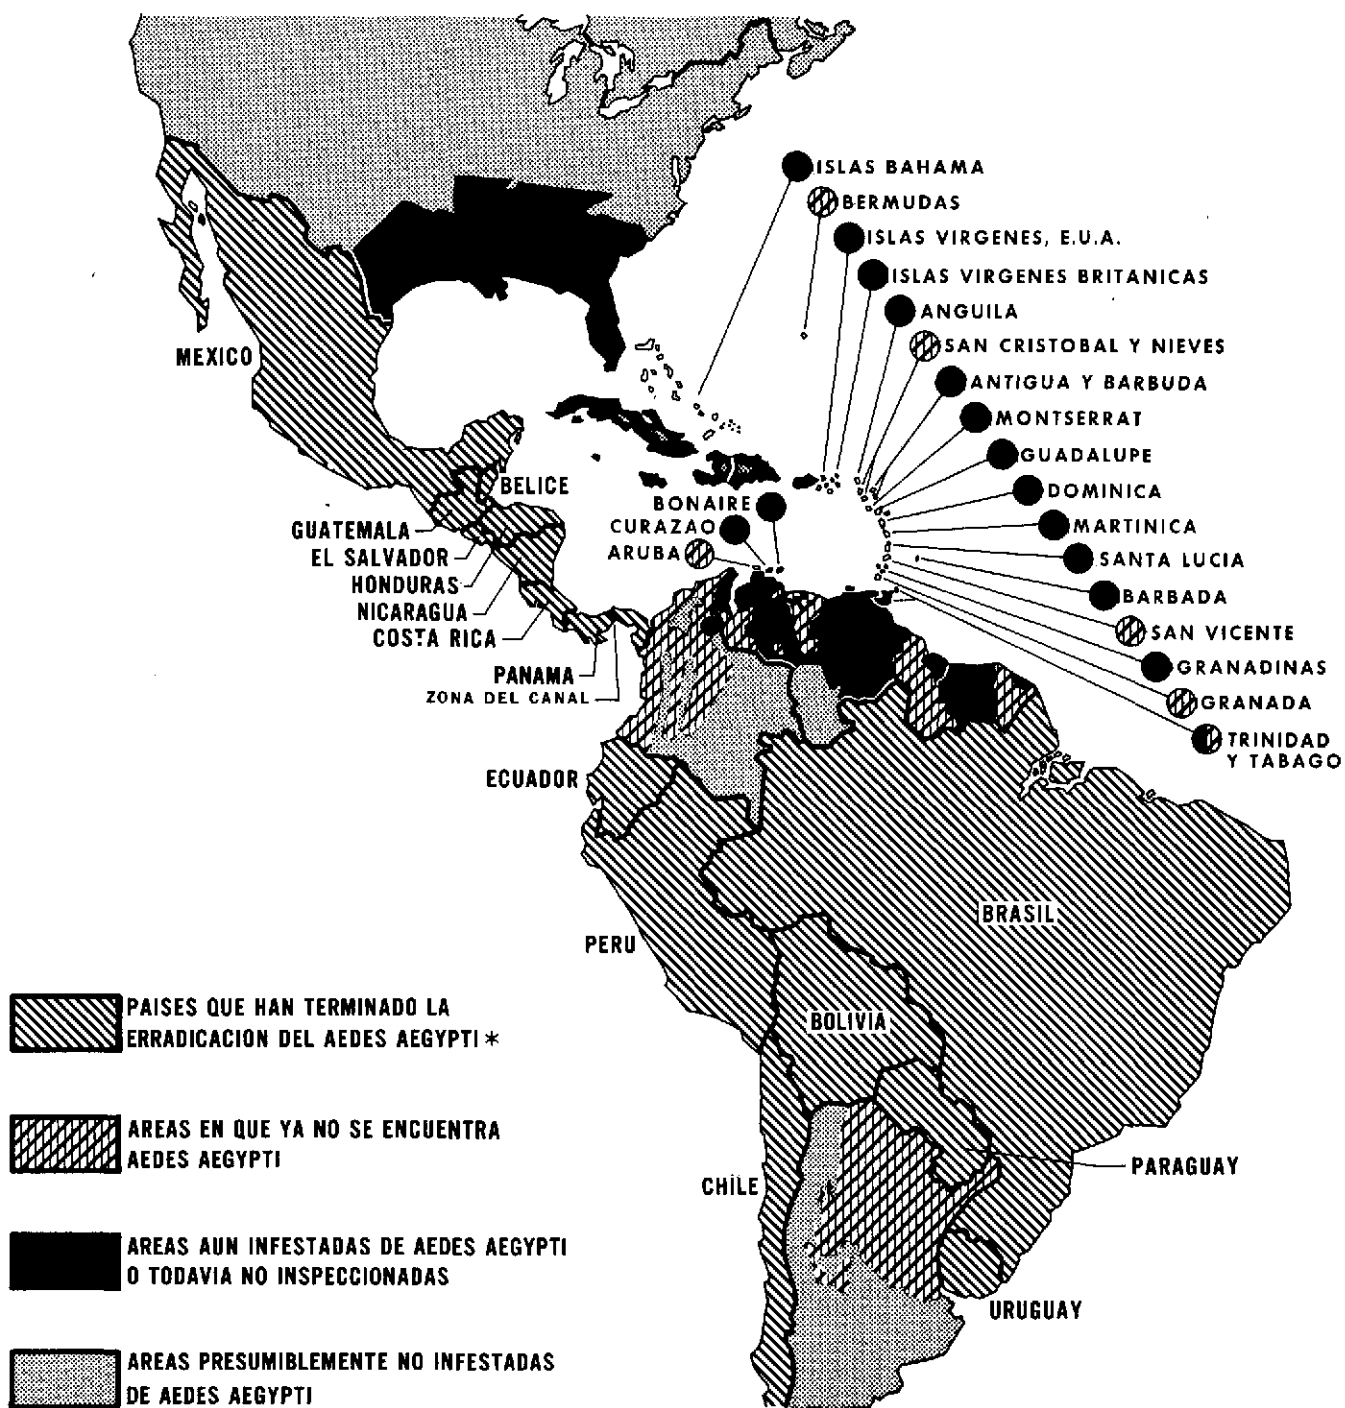 ISLAS BAHAMA
BERMUDAS
ISLAS VIRGENES, E.U.A.
ISLAS VIRGENES BRITANICAS
ANGUILA
SAN CRISTOBAL Y NIEVES
ANTIGUA Y BARBUDA
MONTSERRAT
GUADALUPE
DOMINICA
MARTINICA
SANTA LUCIA
BARBADA
SAN VICENTE
GRANADINAS
GRANADA
TRINIDAD
Y TABAGO
MEXICO
BELICE
GUATEMALA
EL SALVADOR
HONDURAS
NICARAGUA
COSTA RICA
PANAMA
ZONA DEL CANAL
BONAIRE
CURAZAO
ARUBA
ECUADOR
PERU
BRASIL
BOLIVIA
CHILE
PARAGUAY
URUGUAY
PAISES QUE HAN TERMINADO LA
ERRADICACION DEL AEDES AEGYPTI *
AREAS EN QUE YA NO SE ENCUENTRA
AEDES AEGYPTI
AREAS AUN INFESTADAS DE AEDES AEGYPTI
O TODAVIA NO INSPECCIONADAS
AREAS PRESUMIBLEMENTE NO INFESTADAS
DE AEDES AEGYPTI